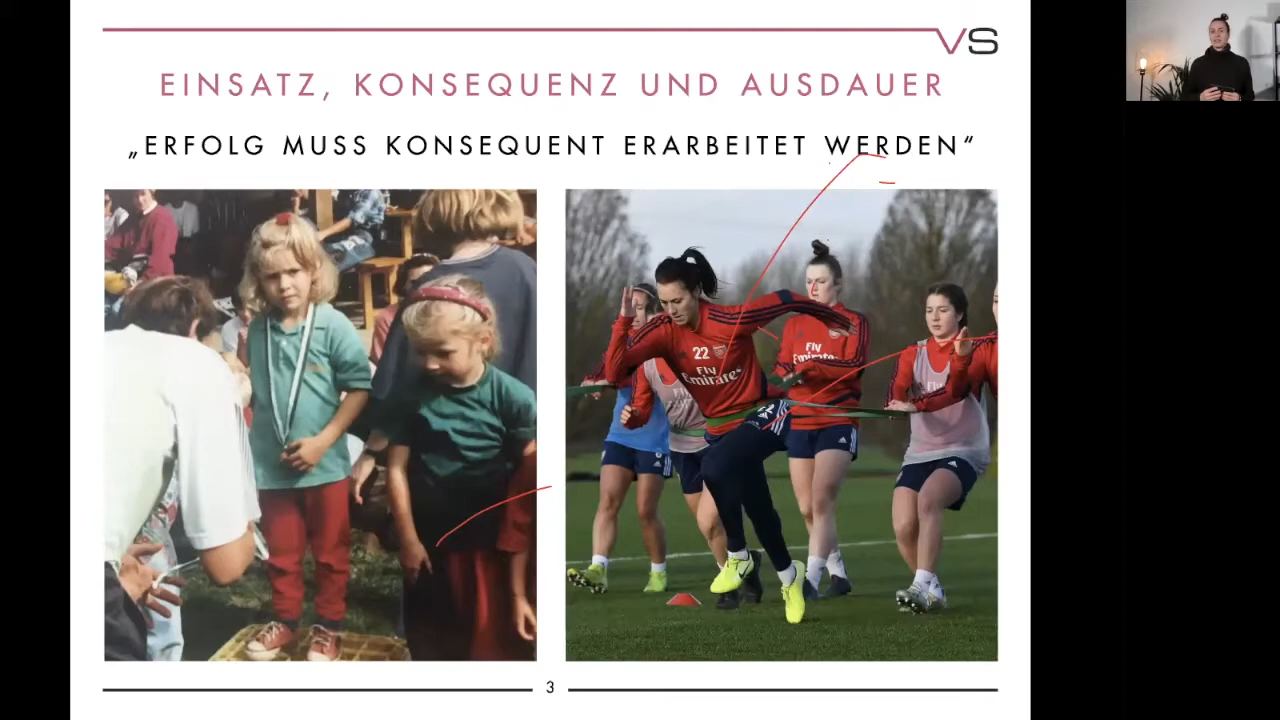 VS
EINSATZ, KONSEQUENZ UND AUSDAUER
„ERFOLG MUSS KONSEQUENT ERARBEITET WERDEN“
22
Fly
Emirates
Fly
Emirates
3